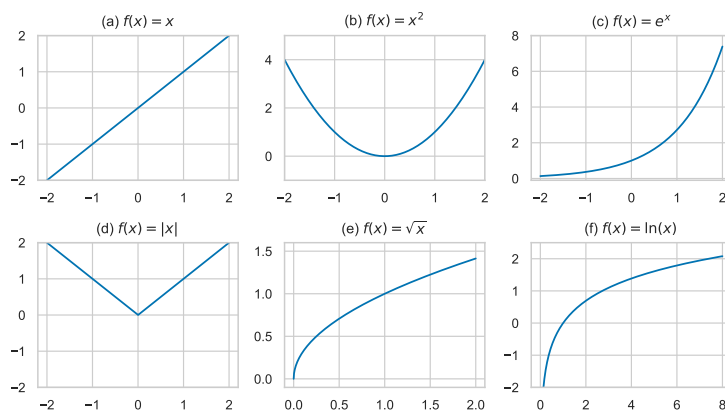 (a) f(x) = x
2
1
0
−1
−2
−2 −1 0 1 2
(b) f(x) = x²
4
2
0
−2 −1 0 1 2
(c) f(x) = eˣ
8
6
4
2
0
−2 −1 0 1 2
(d) f(x) = |x|
2
1
0
−1
−2
−2 −1 0 1 2
(e) f(x) = √x
1.5
1.0
0.5
0.0
0.0 0.5 1.0 1.5 2.0
(f) f(x) = ln(x)
2
1
0
−1
−2
0 2 4 6 8